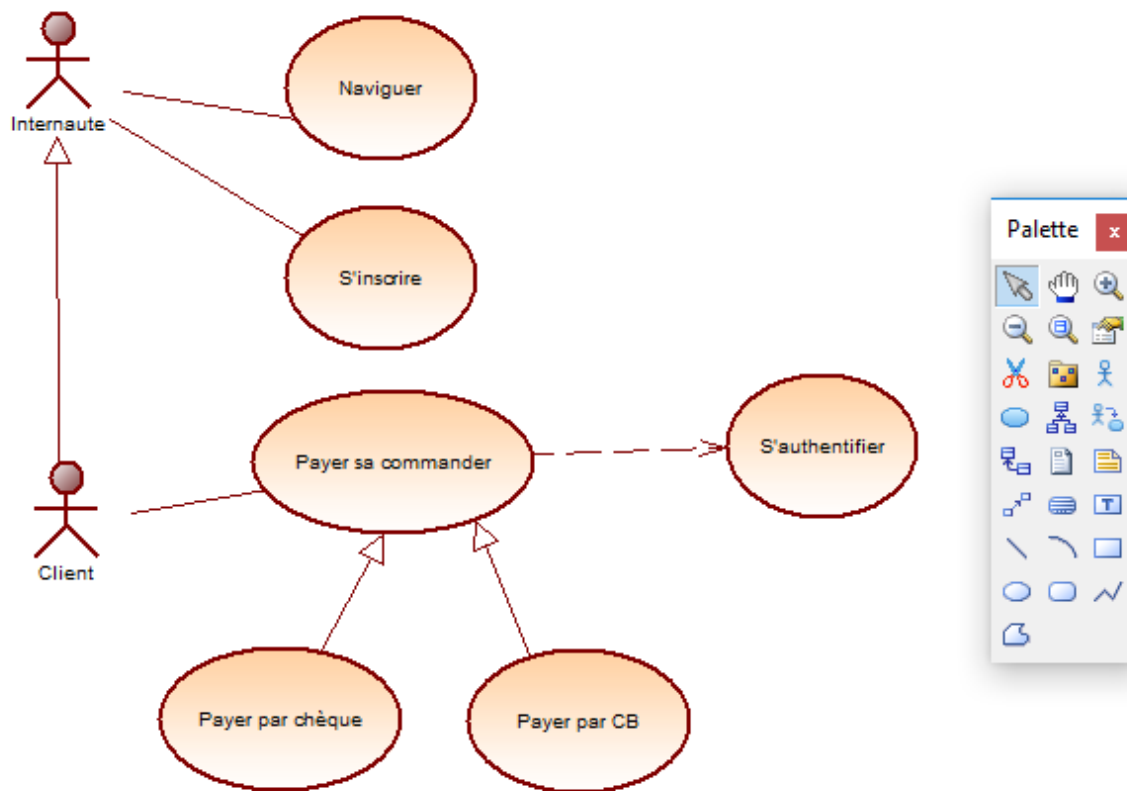 Naviguer
Internaute
Palette
x
S'inscrire
Payer sa commander
S'authentifier
Client
Payer par chèque
Payer par CB